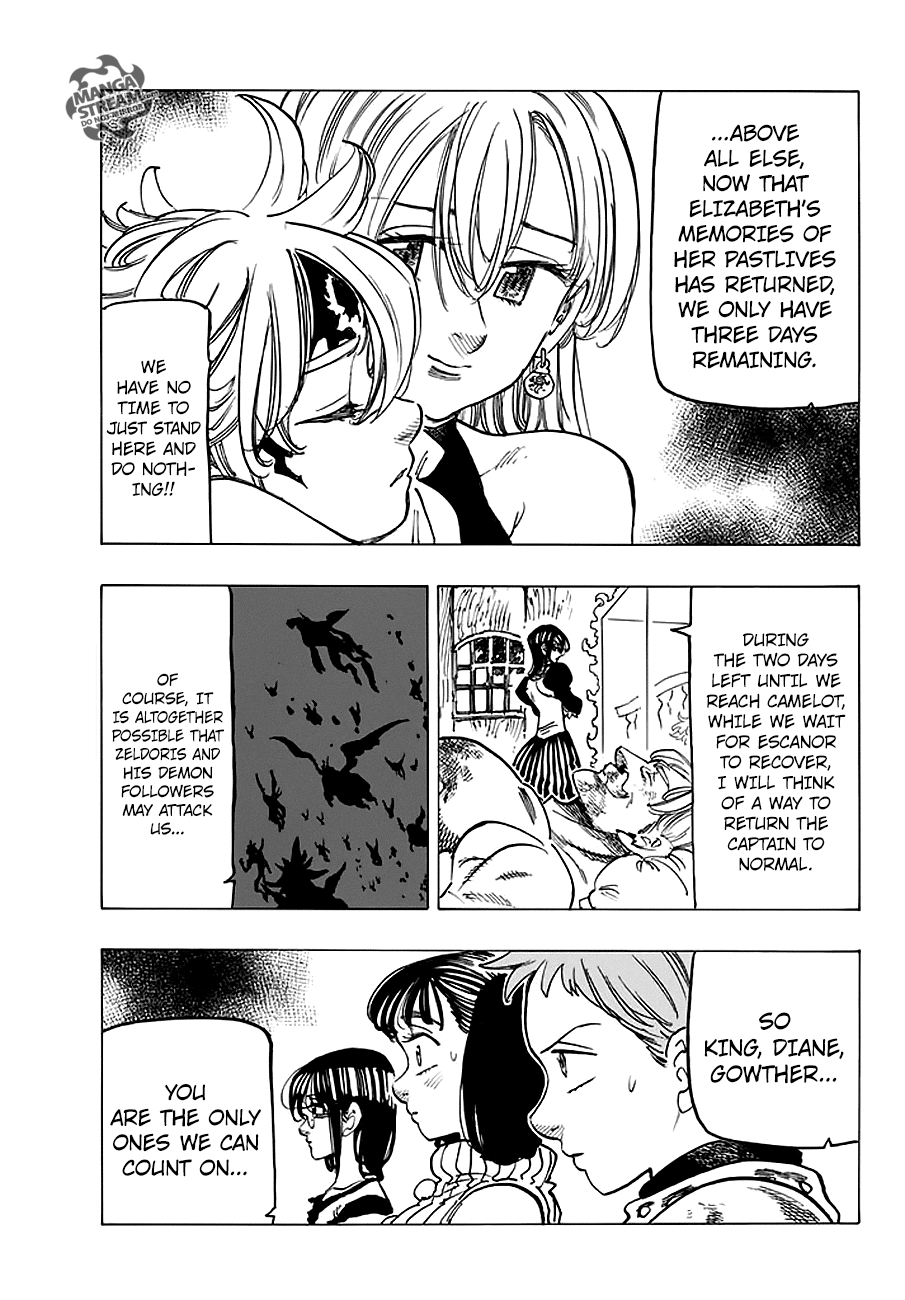 MANGA
STREAM.COM
...ABOVE
ALL ELSE,
NOW THAT
ELIZABETH'S
MEMORIES OF
HER PASTLIVES
HAS RETURNED,
WE ONLY HAVE
THREE DAYS
REMAINING.
WE
HAVE NO
TIME TO
JUST STAND
HERE AND
DO NOTH-
ING!!
DURING
THE TWO DAYS
LEFT UNTIL WE
REACH CAMELOT,
WHILE WE WAIT
FOR ESCANOR
TO RECOVER,
I WILL THINK
OF A WAY TO
RETURN THE
CAPTAIN TO
NORMAL.
OF
COURSE, IT
IS ALTOGETHER
POSSIBLE THAT
ZELDORIS AND
HIS DEMON
FOLLOWERS
MAY ATTACK
US...
SO
KING, DIANE,
GOWTHER...
YOU
ARE THE ONLY
ONES WE CAN
COUNT ON...